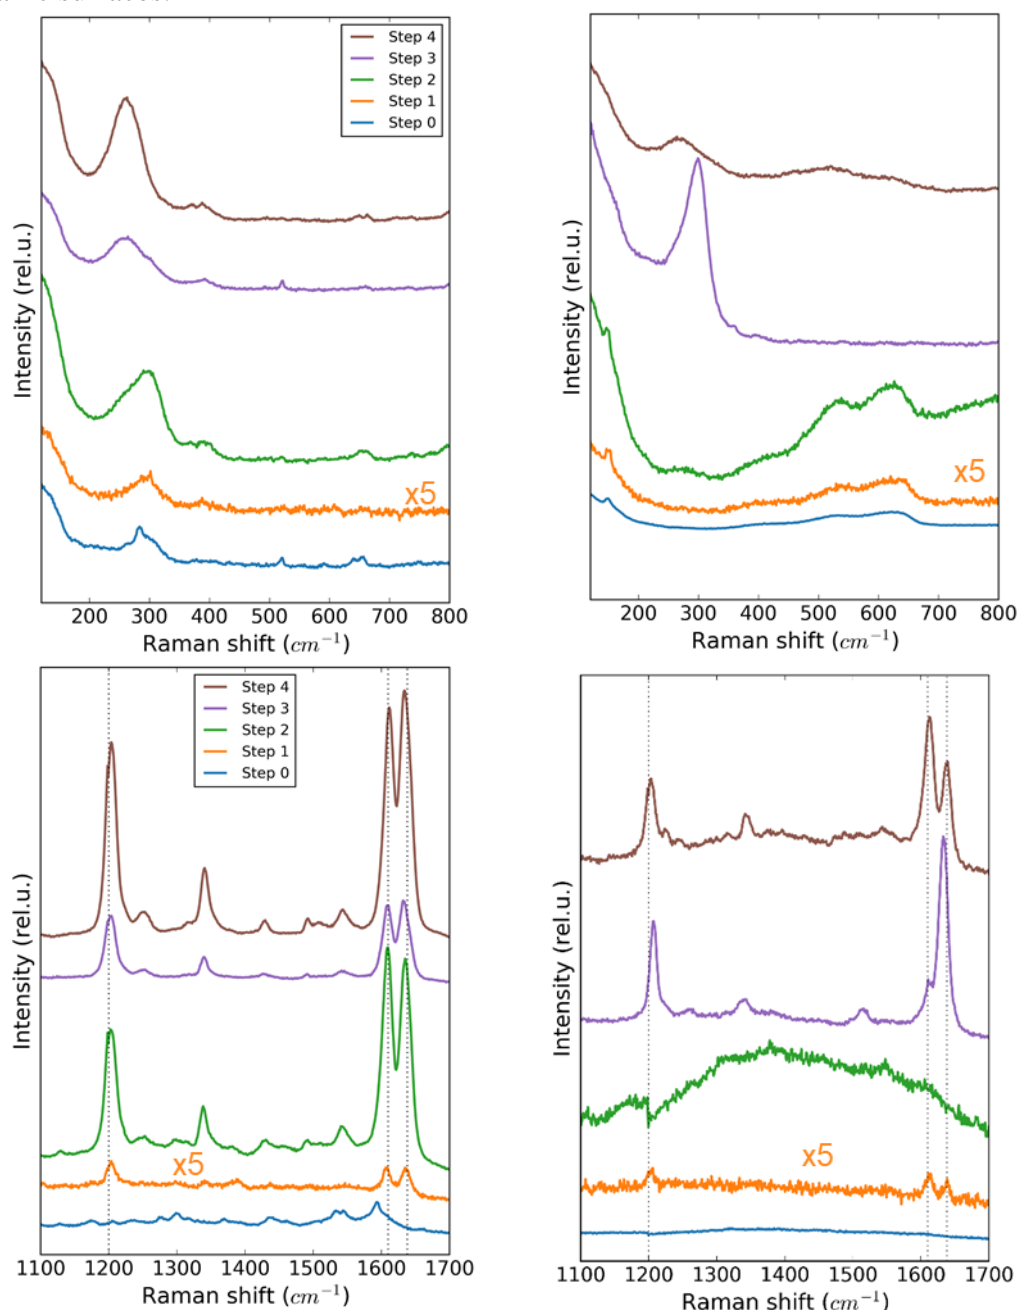 Step 4
Step 3
Step 2
Step 1
Step 0
x5
Intensity (rel.u.)
200 300 400 500 600 700 800
Raman shift (cm⁻¹)
x5
Intensity (rel.u.)
200 300 400 500 600 700 800
Raman shift (cm⁻¹)
Step 4
Step 3
Step 2
Step 1
Step 0
x5
Intensity (rel.u.)
1100 1200 1300 1400 1500 1600 1700
Raman shift (cm⁻¹)
x5
Intensity (rel.u.)
1100 1200 1300 1400 1500 1600 1700
Raman shift (cm⁻¹)